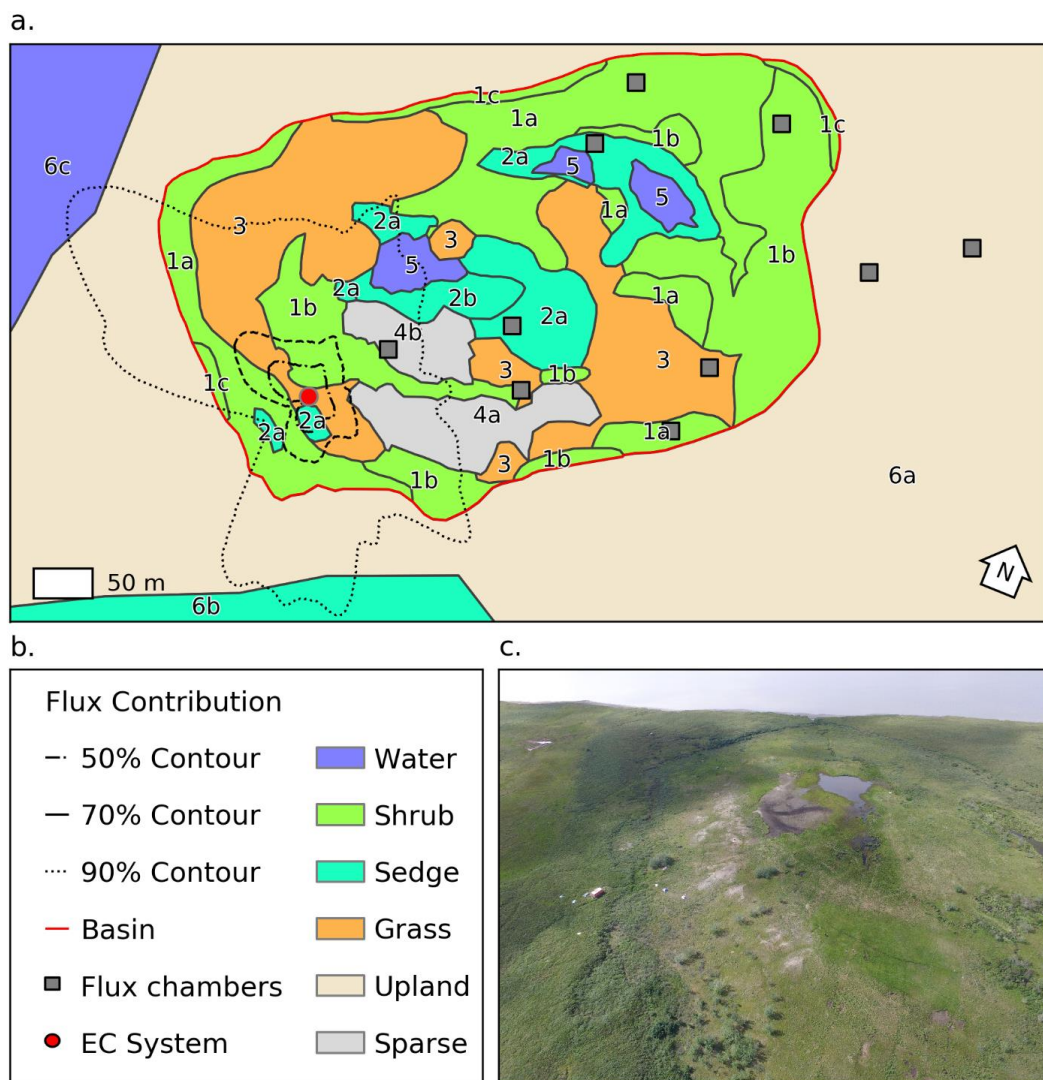 a.
1c
1a
1b
1c
6c
2a
5
5
1a
3
2a
3
5
1a
1b
2a
2b
1a
1b
2a
4b
3
3
1b
1c
4a
2a
2a
1a
3
1b
1b
6a
N
50 m
6b
b.
c.
Flux Contribution
50% Contour
Water
70% Contour
Shrub
90% Contour
Sedge
Basin
Grass
Flux chambers
Upland
EC System
Sparse